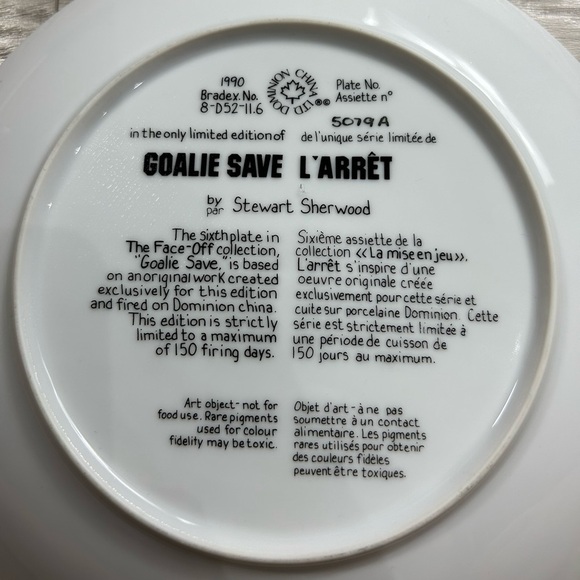 1990
Bradex. No.
8-D52-11.6
DOMINION CHINA LTD
®©
Plate No.
Assiette n°
5079A
in the only limited edition of
de l'unique série limitée de
GOALIE SAVE L'ARRÊT
by
par
Stewart Sherwood
The sixth plate in
The Face-Off collection,
"Goalie Save," is based
on an original work created
exclusively for this edition
and fired on Dominion china.
This edition is strictly
limited to a maximum
of 150 firing days.
Sixième assiette de la
collection «La mise en jeu».
L'arrêt s'inspire d'une
oeuvre originale créée
exclusivement pour cette série et
cuite sur porcelaine Dominion. Cette
série est strictement limitée à
une période de cuisson de
150 jours au maximum.
Art object - not for
food use. Rare pigments
used for colour
fidelity may be toxic.
Objet d'art - à ne pas
soumettre à un contact
alimentaire. Les pigments
rares utilisés pour obtenir
des couleurs fidèles
peuvent être toxiques.